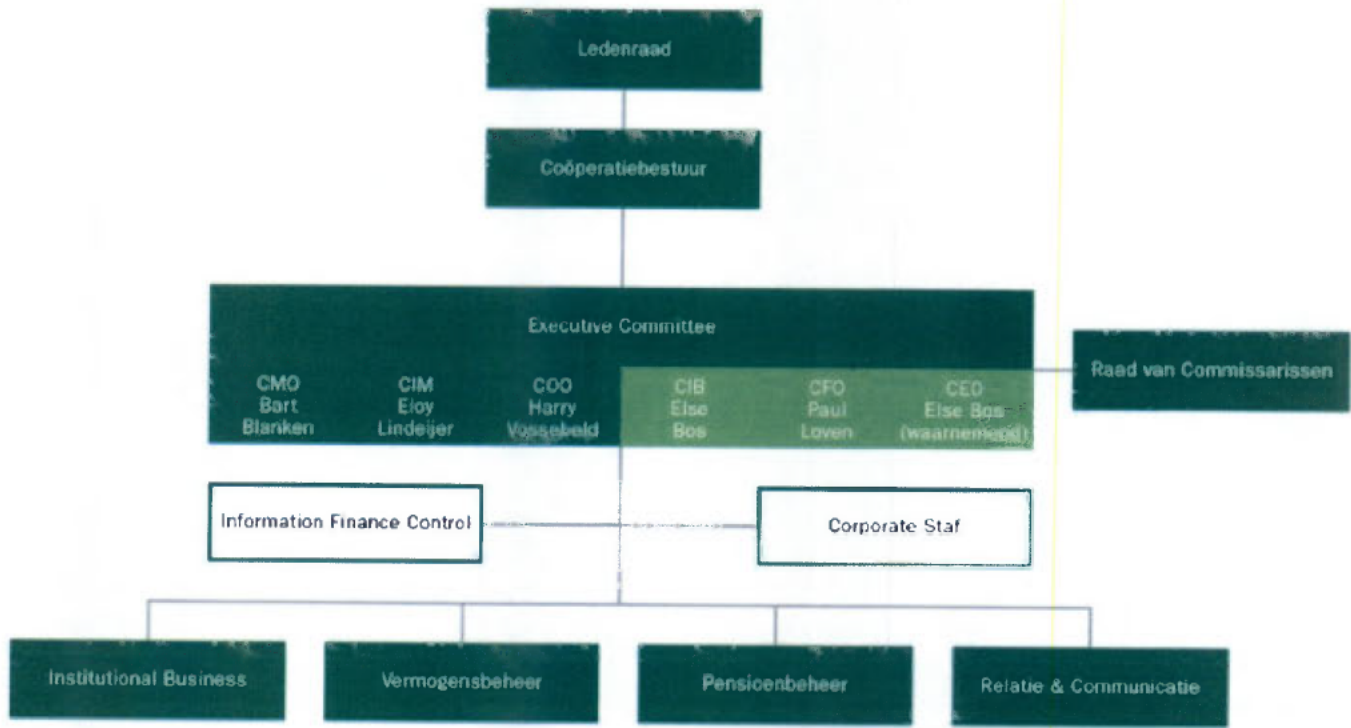 Ledenraad
Coöperatiebestuur
Executive Committee
CMO
Bart
Blanken
CIM
Eloy
Lindeijer
COO
Harry
Vossebeld
CIB
Else
Bos
CFO
Paul
Loven
CEO
Else Bos
(waarnemend)
Raad van Commissarissen
Information Finance Control
Corporate Staf
Institutional Business
Vermogensbeheer
Pensioenbeheer
Relatie & Communicatie